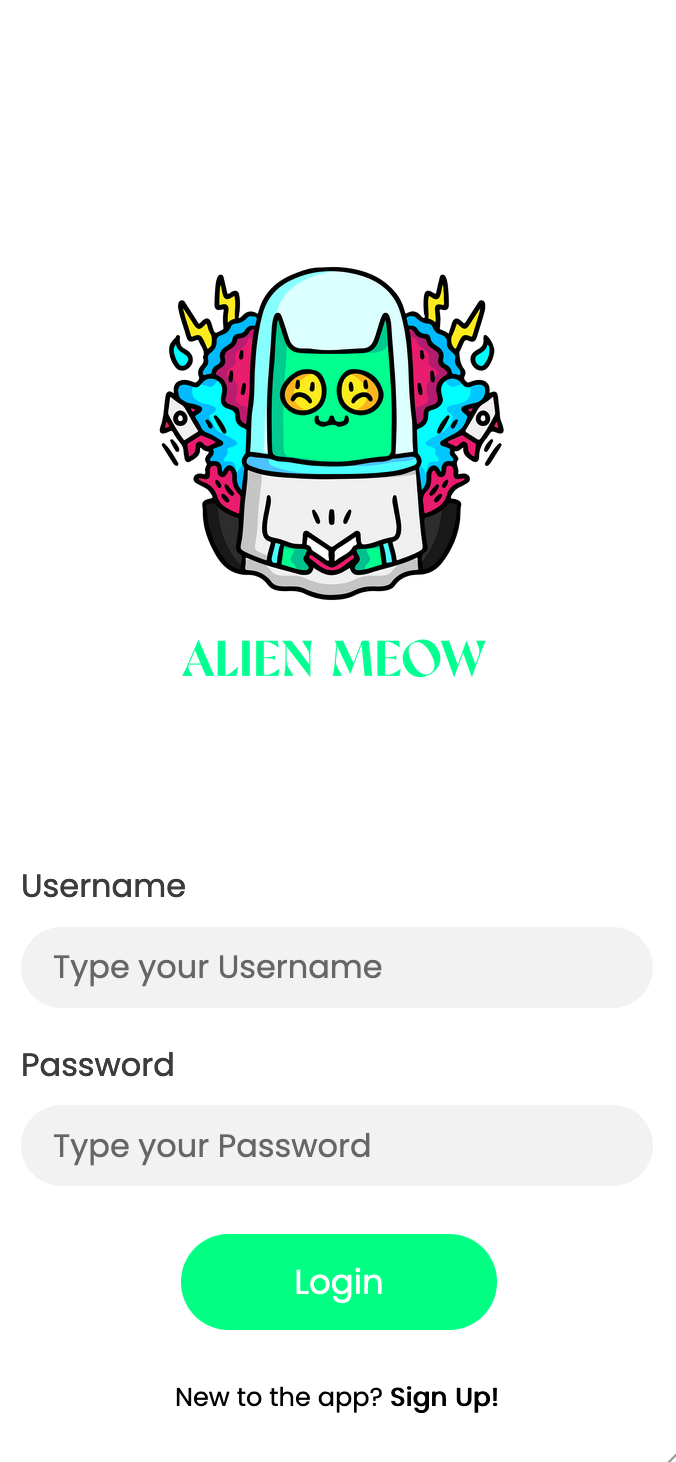 ALIEN MEOW
Username
Type your Username
Password
Type your Password
Login
New to the app? Sign Up!